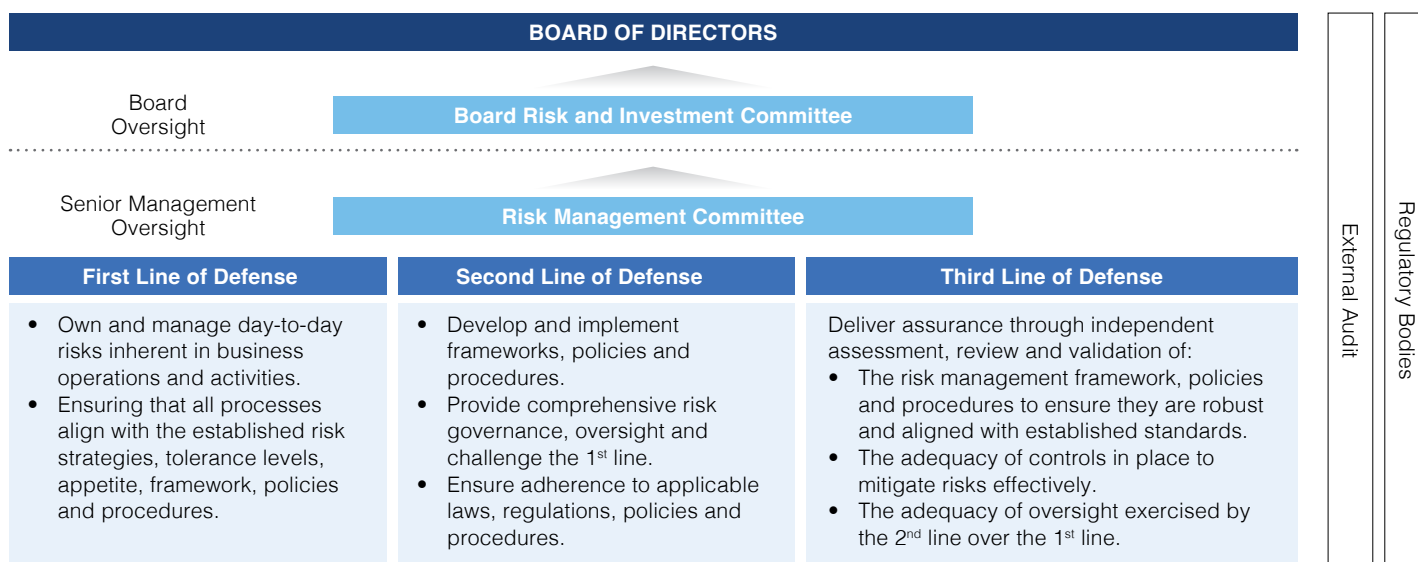 BOARD OF DIRECTORS
Board
Oversight
Board Risk and Investment Committee
Senior Management
Oversight
Risk Management Committee
First Line of Defense
• Own and manage day-to-day
risks inherent in business
operations and activities.
• Ensuring that all processes
align with the established risk
strategies, tolerance levels,
appetite, framework, policies
and procedures.
Second Line of Defense
• Develop and implement
frameworks, policies and
procedures.
• Provide comprehensive risk
governance, oversight and
challenge the 1st line.
• Ensure adherence to applicable
laws, regulations, policies and
procedures.
Third Line of Defense
Deliver assurance through independent
assessment, review and validation of:
• The risk management framework, policies
and procedures to ensure they are robust
and aligned with established standards.
• The adequacy of controls in place to
mitigate risks effectively.
• The adequacy of oversight exercised by
the 2nd line over the 1st line.
External Audit
Regulatory Bodies